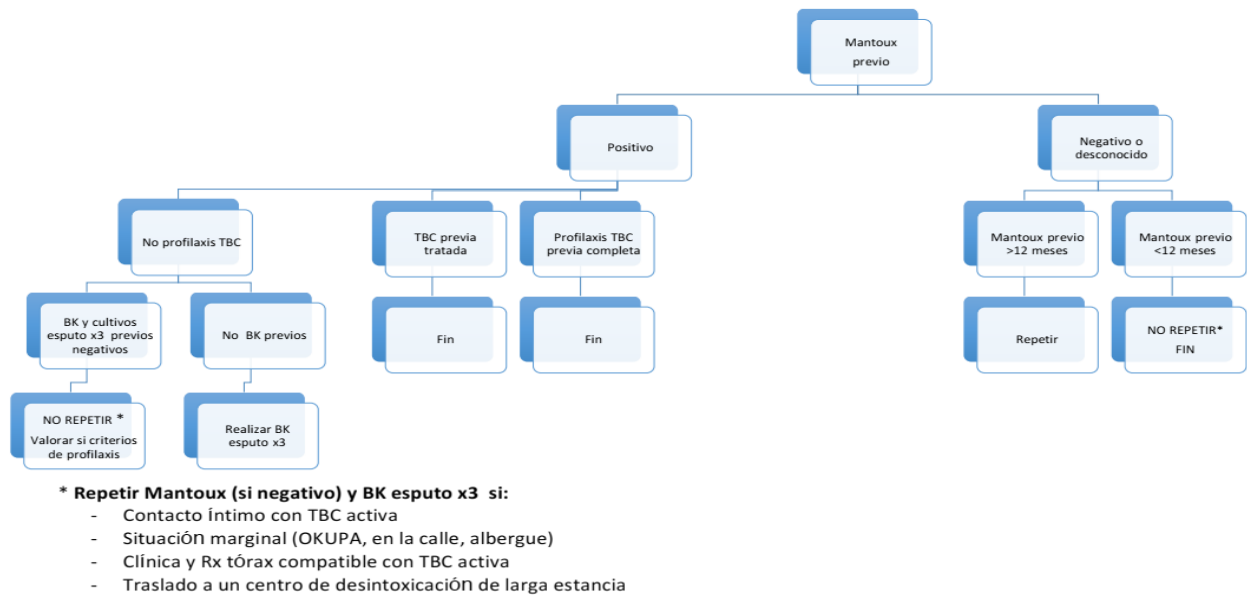 Mantoux
previo
Positivo
Negativo o
desconocido
No profilaxis TBC
TBC previa
tratada
Profilaxis TBC
previa completa
Mantoux previo
>12 meses
Mantoux previo
<12 meses
BK y cultivos
esputo x3 previos
negativos
No BK previos
Fin
Fin
Repetir
NO REPETIR*
FIN
NO REPETIR *
Valorar si criterios
de profilaxis
Realizar BK
esputo x3
* Repetir Mantoux (si negativo) y BK esputo x3 si:
- Contacto íntimo con TBC activa
- Situación marginal (OKUPA, en la calle, albergue)
- Clínica y Rx tórax compatible con TBC activa
- Traslado a un centro de desintoxicación de larga estancia